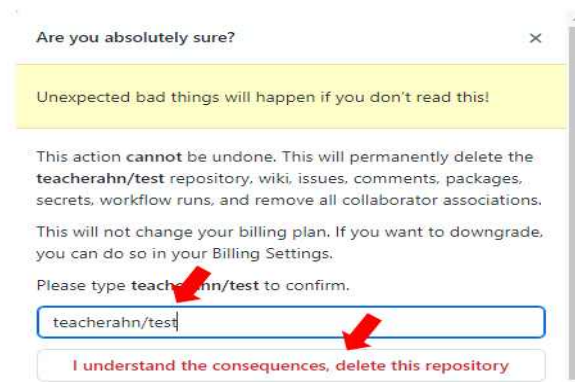 Are you absolutely sure?
Unexpected bad things will happen if you don't read this!
This action cannot be undone. This will permanently delete the
teacherahn/test repository, wiki, issues, comments, packages,
secrets, workflow runs, and remove all collaborator associations.
This will not change your billing plan. If you want to downgrade,
you can do so in your Billing Settings.
Please type teacherahn/test to confirm.
teacherahn/test
I understand the consequences, delete this repository